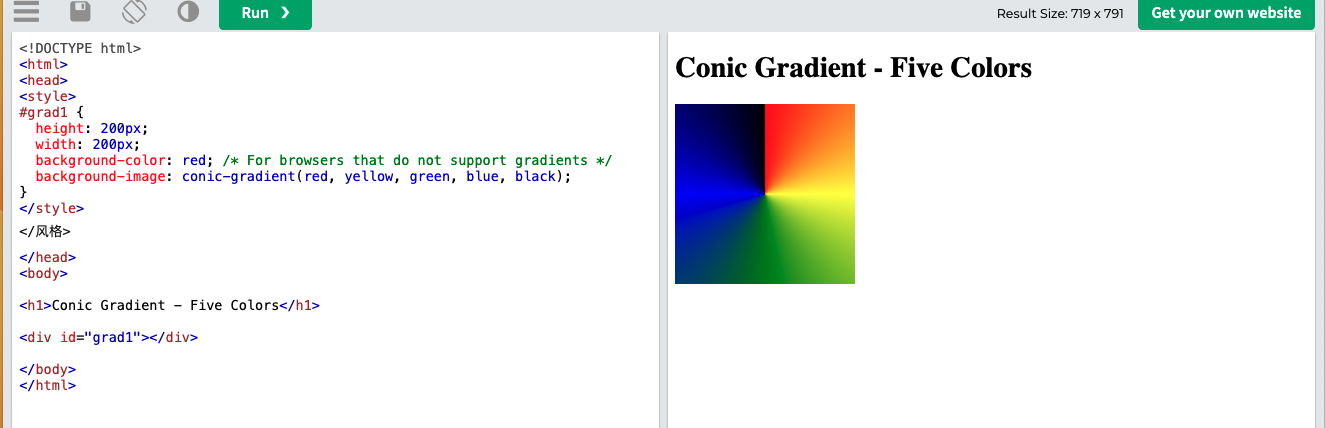 Run ❯
Result Size: 719 x 791
Get your own website
<!DOCTYPE html>
<html>
<head>
<style>
#grad1 {
  height: 200px;
  width: 200px;
  background-color: red; /* For browsers that do not support gradients */
  background-image: conic-gradient(red, yellow, green, blue, black);
}
</style>
</风格>
</head>
<body>
<h1>Conic Gradient - Five Colors</h1>
<div id="grad1"></div>
</body>
</html>
Conic Gradient - Five Colors